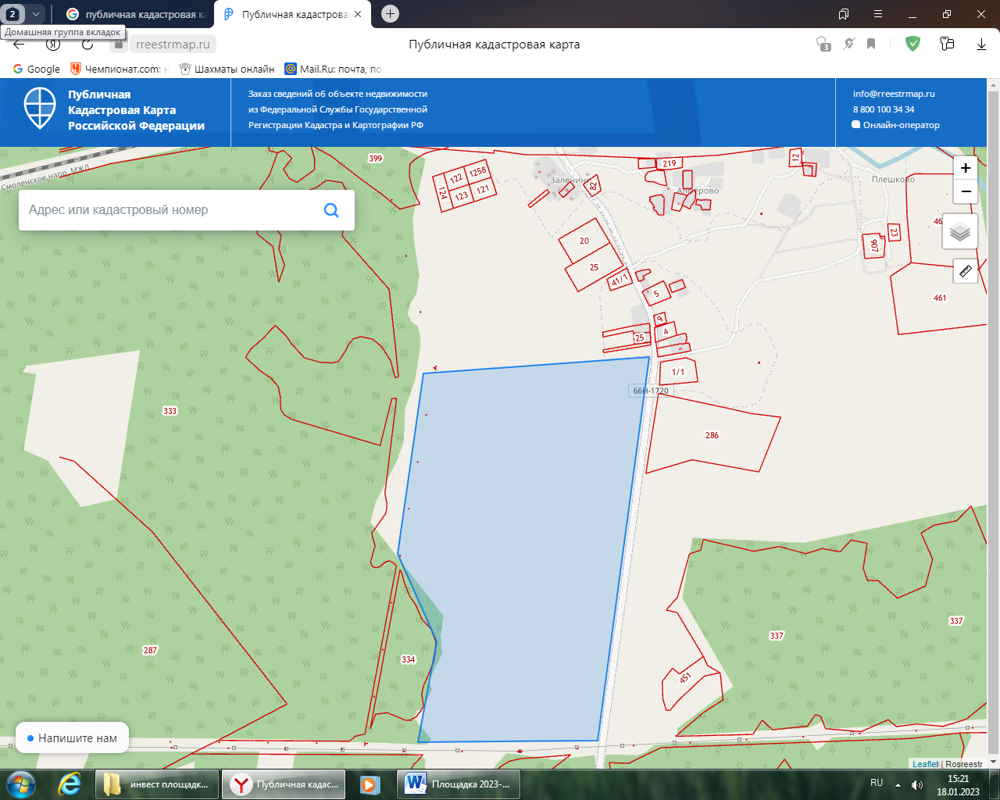 2
публичная кадастровая к
Публичная кадастрова
Домашняя группа вкладок
rreestrmap.ru
Публичная кадастровая карта
3
Google
Чемпионат.com: н
Шахматы онлайн
Mail.Ru: почта, по
Публичная
Кадастровая Карта
Российской Федерации
Заказ сведений об объекте недвижимости
из Федеральной Службы Государственной
Регистрации Кадастра и Картографии РФ
info@rreestrmap.ru
8 800 100 34 34
Онлайн-оператор
Смоленское напр. МЖД
399
122
1258
124
123
121
82
219
12
Алферово
Плешково
+
−
Адрес или кадастровый номер
20
25
41/1
5
9
4
25
1/1
66Н-1720
907
23
461
333
286
287
334
337
337
451
Напишите нам
Leaflet | Rosreestr
инвест площадк...
Публичная кадас...
Площадка 2023-...
RU
15:21
18.01.2023